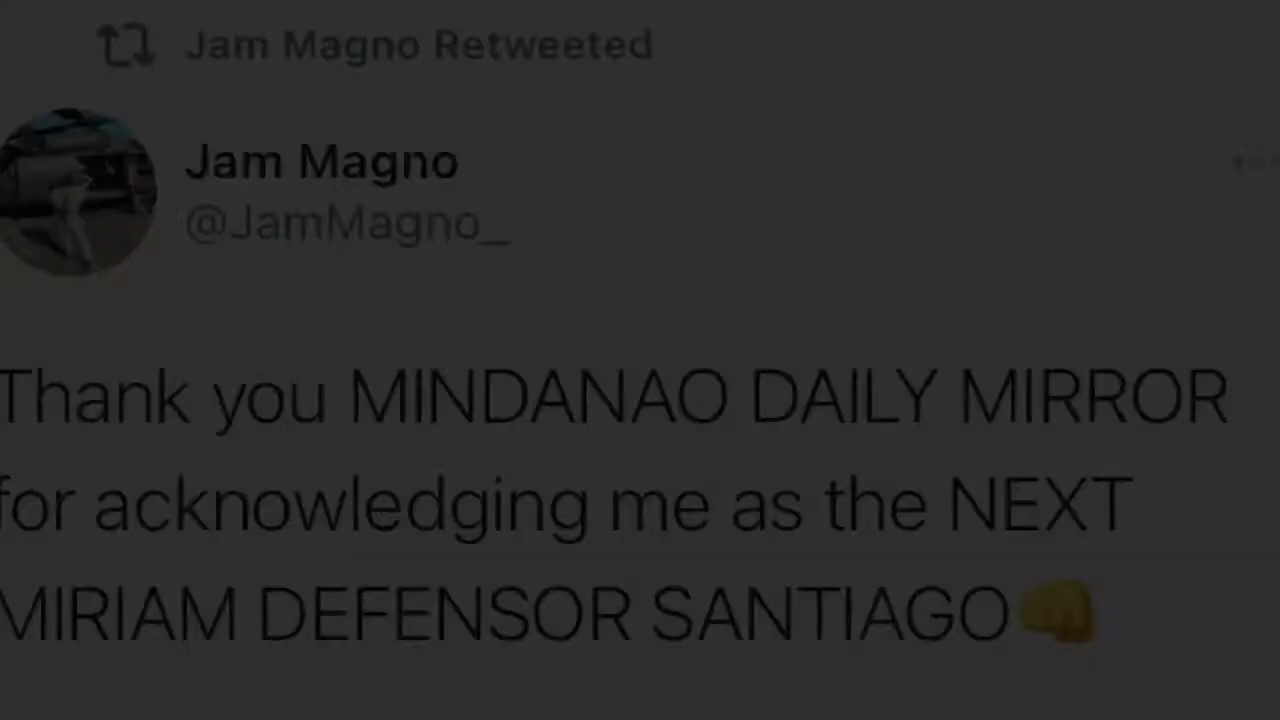 Jam Magno Retweeted
Jam Magno
@JamMagno_
Thank you MINDANAO DAILY MIRROR
for acknowledging me as the NEXT
MIRIAM DEFENSOR SANTIAGO👊